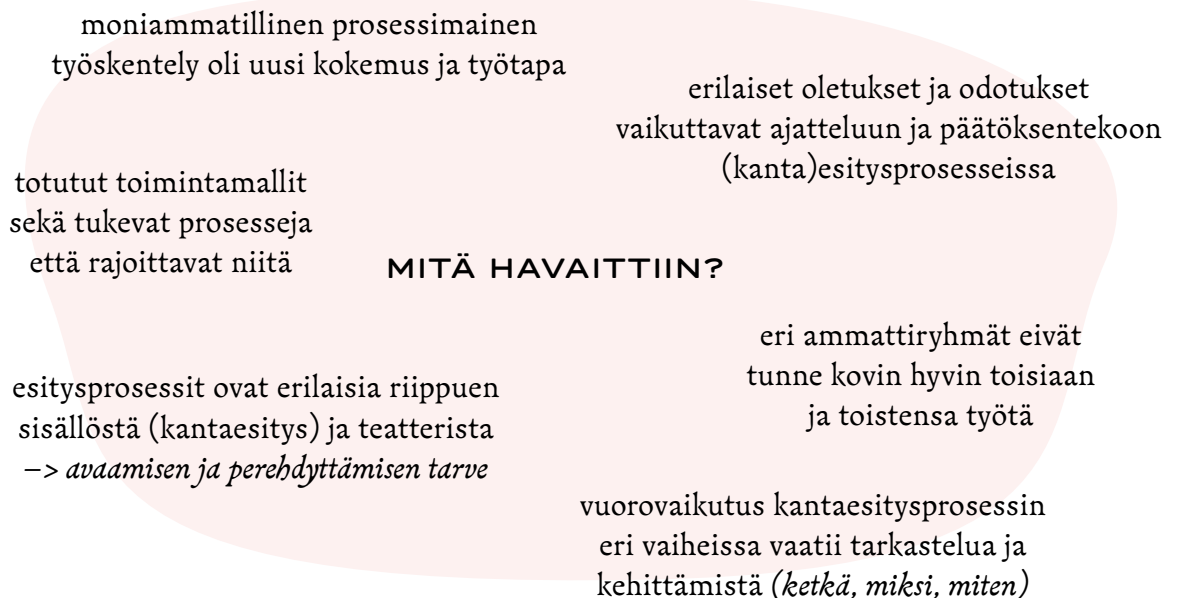 moniammatillinen prosessimainen
työskentely oli uusi kokemus ja työtapa
erilaiset oletukset ja odotukset
vaikuttavat ajatteluun ja päätöksentekoon
(kanta)esitysprosesseissa
totutut toimintamallit
sekä tukevat prosesseja
että rajoittavat niitä
MITÄ HAVAITTIIN?
eri ammattiryhmät eivät
tunne kovin hyvin toisiaan
ja toistensa työtä
esitysprosessit ovat erilaisia riippuen
sisällöstä (kantaesitys) ja teatterista
–> avaamisen ja perehdyttämisen tarve
vuorovaikutus kantaesitysprosessin
eri vaiheissa vaatii tarkastelua ja
kehittämistä (ketkä, miksi, miten)